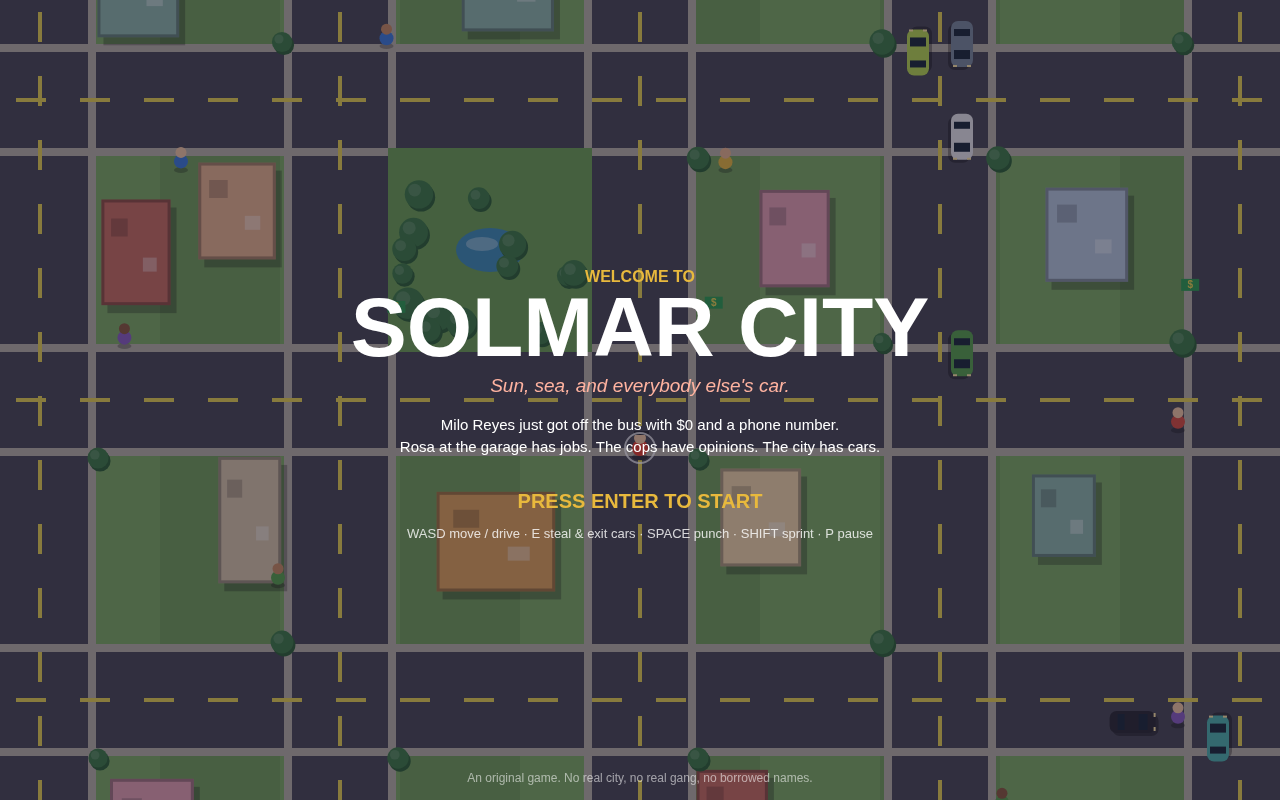 WELCOME TO
SOLMAR CITY
$
$
Sun, sea, and everybody else's car.
Milo Reyes just got off the bus with $0 and a phone number.
Rosa at the garage has jobs. The cops have opinions. The city has cars.
PRESS ENTER TO START
WASD move / drive · E steal & exit cars · SPACE punch · SHIFT sprint · P pause
An original game. No real city, no real gang, no borrowed names.